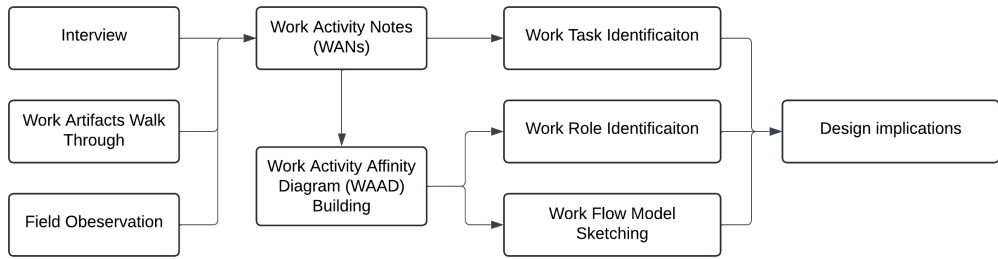 Interview
Work Activity Notes
(WANs)
Work Task Identificaiton
Work Artifacts Walk
Through
Work Role Identificaiton
Design implications
Work Activity Affinity
Diagram (WAAD)
Building
Field Obeservation
Work Flow Model
Sketching